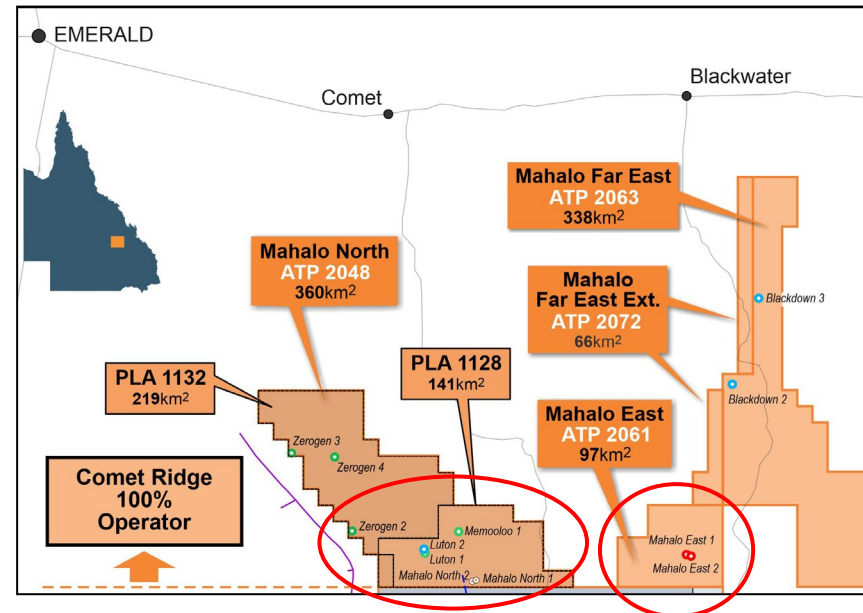 EMERALD
Comet
Blackwater
Mahalo Far East
ATP 2063
338km²
Mahalo North
ATP 2048
360km²
Mahalo
Far East Ext.
ATP 2072
66km²
Blackdown 3
PLA 1132
219km²
PLA 1128
141km²
Blackdown 2
Mahalo East
ATP 2061
97km²
Zerogen 3
Zerogen 4
Comet Ridge
100%
Operator
Zerogen 2
Memooloo 1
Luton 2
Luton 1
Mahalo North 2
Mahalo North 1
Mahalo East 1
Mahalo East 2